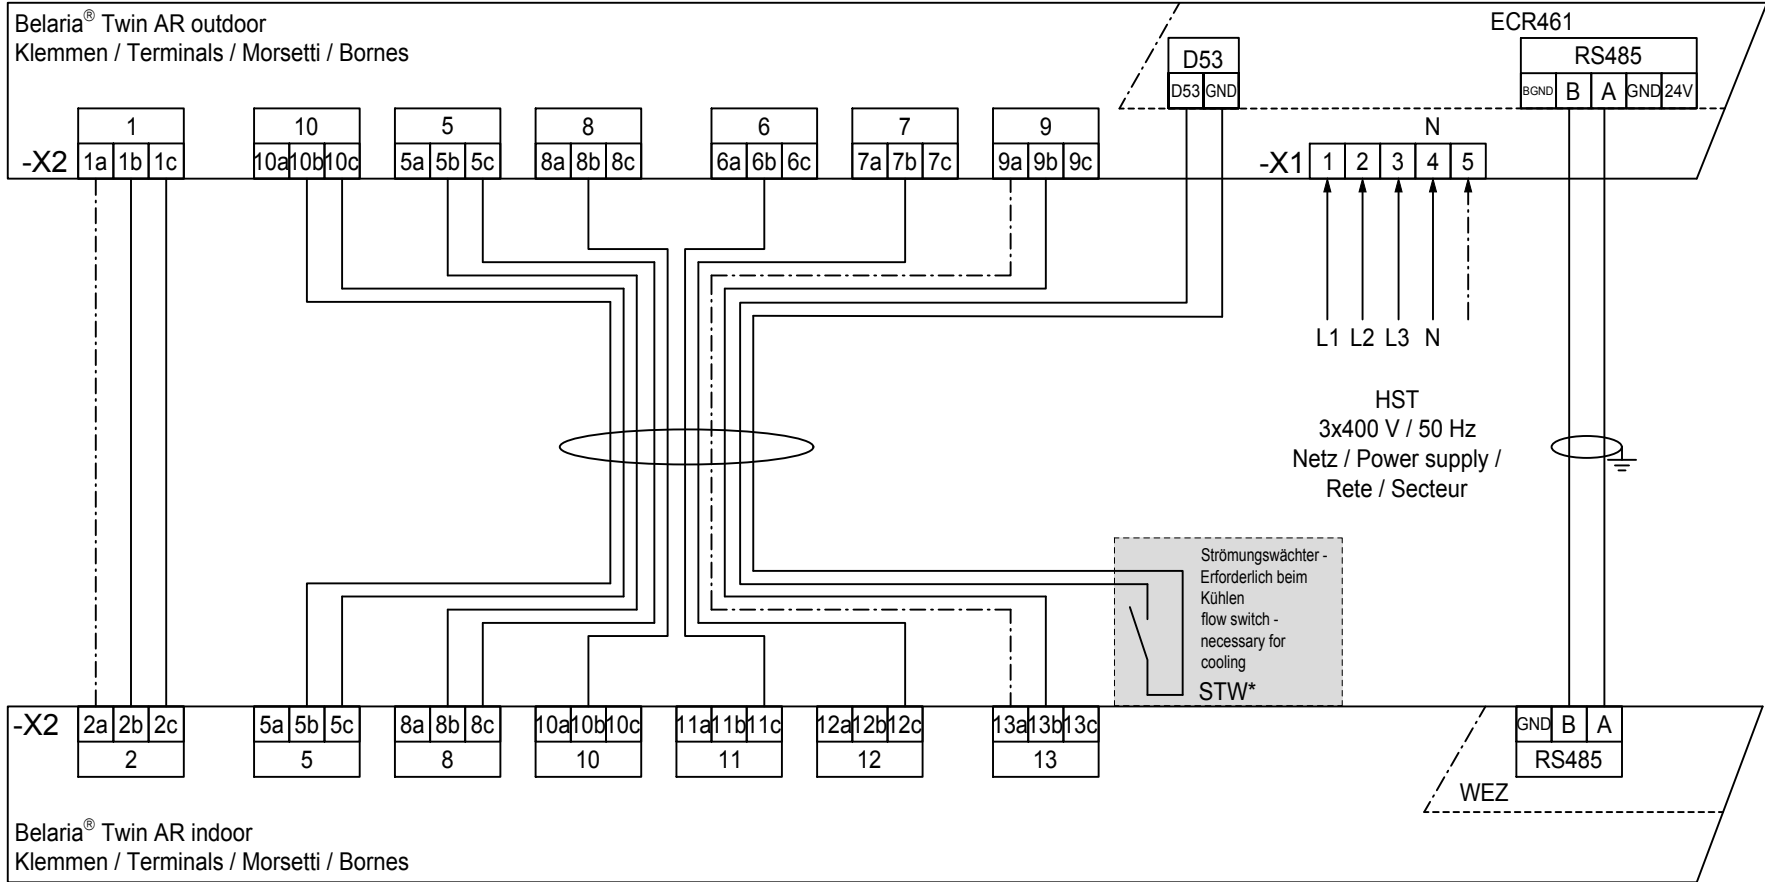 Belaria® Twin AR outdoor
Klemmen / Terminals / Morsetti / Bornes
ECR461
D53
RS485
D53 GND
BGND B A GND 24V
1 10 5 8 6 7 9
N
-X2 1a 1b 1c 10a 10b 10c 5a 5b 5c 8a 8b 8c 6a 6b 6c 7a 7b 7c 9a 9b 9c
-X1 1 2 3 4 5
L1 L2 L3 N
HST
3x400 V / 50 Hz
Netz / Power supply /
Rete / Secteur
Strömungswächter -
Erforderlich beim
Kühlen
flow switch -
necessary for
cooling
STW*
-X2 2a 2b 2c 5a 5b 5c 8a 8b 8c 10a 10b 10c 11a 11b 11c 12a 12b 12c 13a 13b 13c
GND B A
2 5 8 10 11 12 13
RS485
WEZ
Belaria® Twin AR indoor
Klemmen / Terminals / Morsetti / Bornes